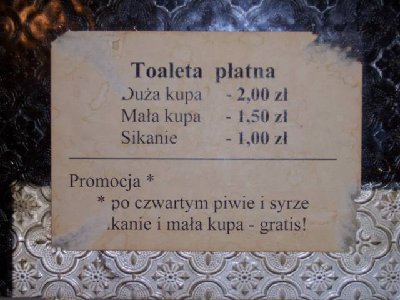 Toaleta płatna
Duża kupa - 2,00 zł
Mała kupa - 1,50 zł
Sikanie - 1,00 zł
Promocja *
* po czwartym piwie i syrze
ikanie i mała kupa - gratis!